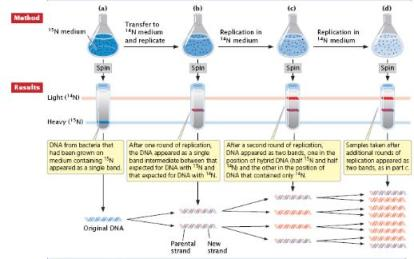 Method
(a)
(b)
(c)
(d)
¹⁵N medium
Transfer to
¹⁴N medium
and replicate
Replication in
¹⁴N medium
Replication in
¹⁴N medium
Spin
Spin
Spin
Spin
Results
Light (¹⁴N)
Heavy (¹⁵N)
DNA from bacteria that
had been grown on
medium containing ¹⁵N
appeared as a single band.
After one round of replication,
the DNA appeared as a single
band intermediate between that
expected for DNA with ¹⁵N and
that expected for DNA with ¹⁴N.
After a second round of replication,
DNA appeared as two bands, one in the
position of hybrid DNA (half ¹⁵N and half
¹⁴N) and the other in the position of
DNA that contained only ¹⁴N.
Samples taken after
additional rounds of
replication appeared as
two bands, as in part c.
Original DNA
Parental
strand
New
strand